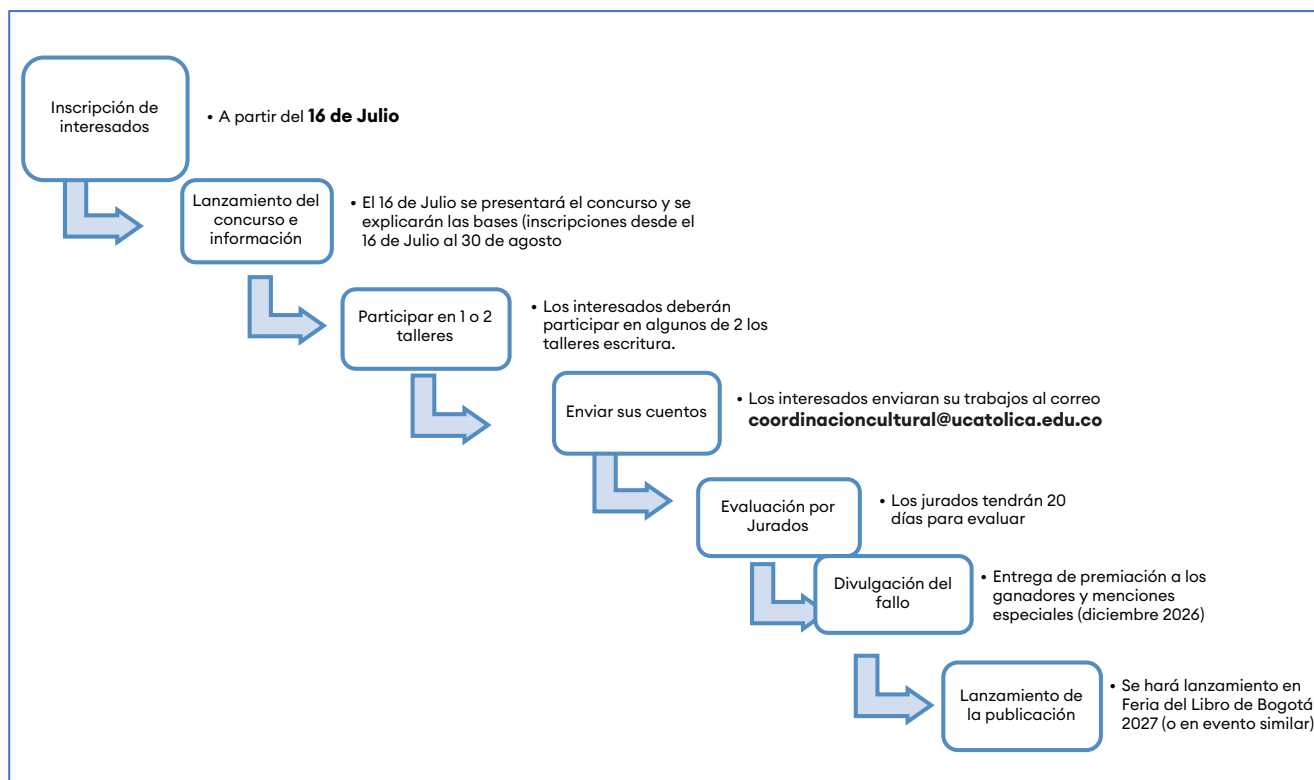 Inscripción de
interesados
• A partir del 16 de Julio
Lanzamiento del
concurso e
información
• El 16 de Julio se presentará el concurso y se
explicarán las bases (inscripciones desde el
16 de Julio al 30 de agosto
Participar en 1 o 2
talleres
• Los interesados deberán
participar en algunos de 2 los
talleres escritura.
Enviar sus cuentos
• Los interesados enviaran su trabajos al correo
coordinacioncultural@ucatolica.edu.co
Evaluación por
Jurados
• Los jurados tendrán 20
días para evaluar
Divulgación del
fallo
• Entrega de premiación a los
ganadores y menciones
especiales (diciembre 2026)
Lanzamiento de
la publicación
• Se hará lanzamiento en
Feria del Libro de Bogotá
2027 (o en evento similar)